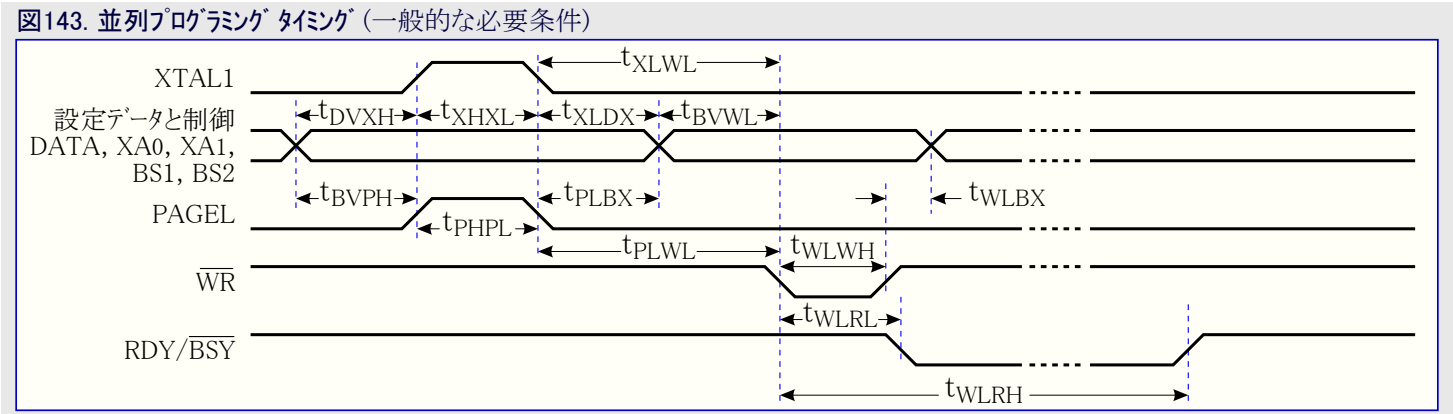 図143. 並列プログラミング タイミング (一般的な必要条件)
XTAL1
tXLWL
設定データと制御
DATA, XA0, XA1,
BS1, BS2
tDVXH
tXHXL
tXLDX
tBVWL
tBVPH
tPLBX
tWLBX
PAGEL
tPHPL
tPLWL
tWLWH
WR
tWLRL
RDY/BSY
tWLRH